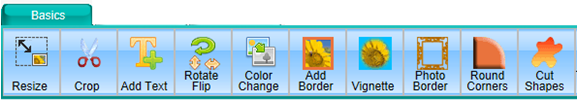 Basics
Resize
Crop
Add Text
Rotate
Flip
Color
Change
Add
Border
Vignette
Photo
Border
Round
Corners
Cut
Shapes